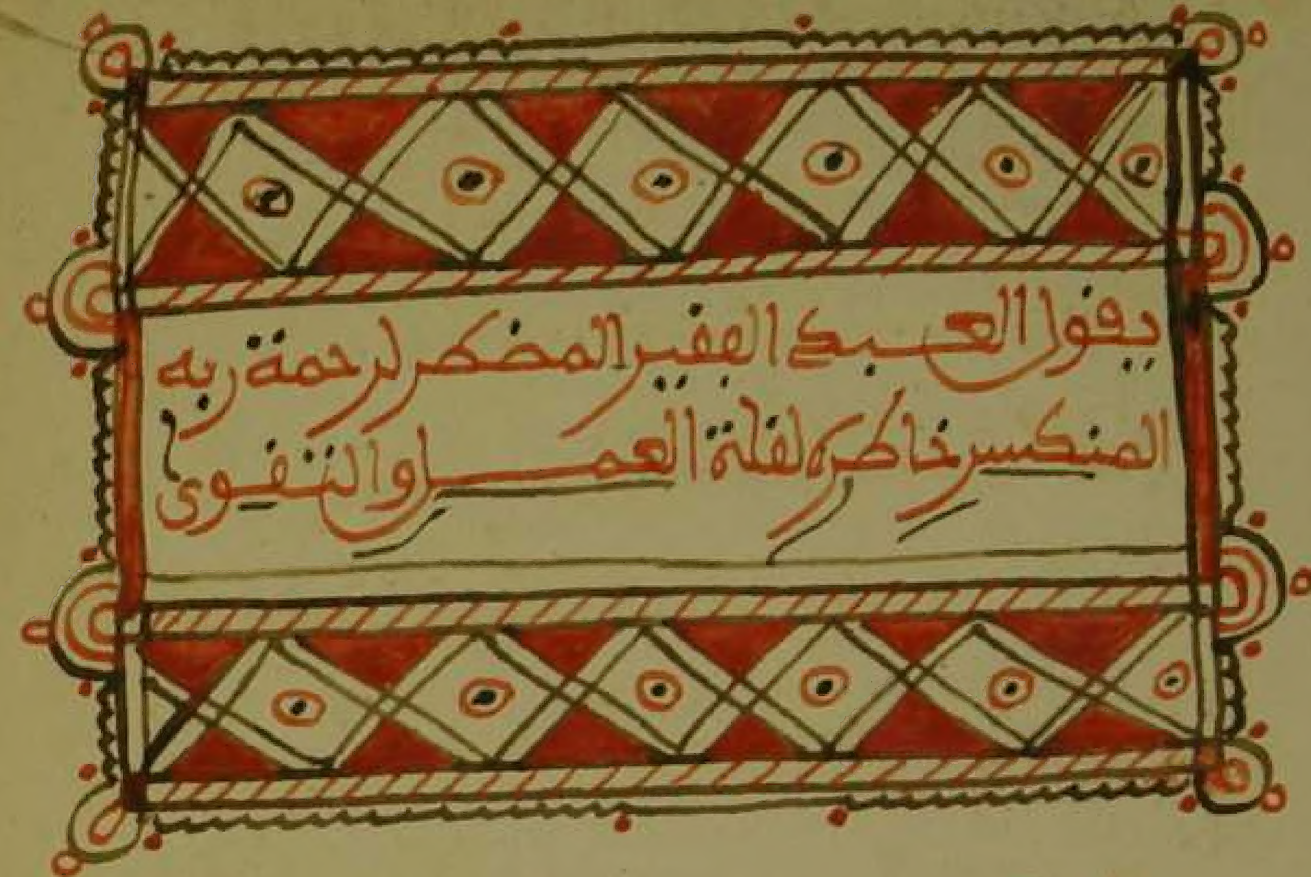 يقول العبد الفقير المضطر لرحمة ربه
المنكسر خاطره لقلة العمل والتقوى